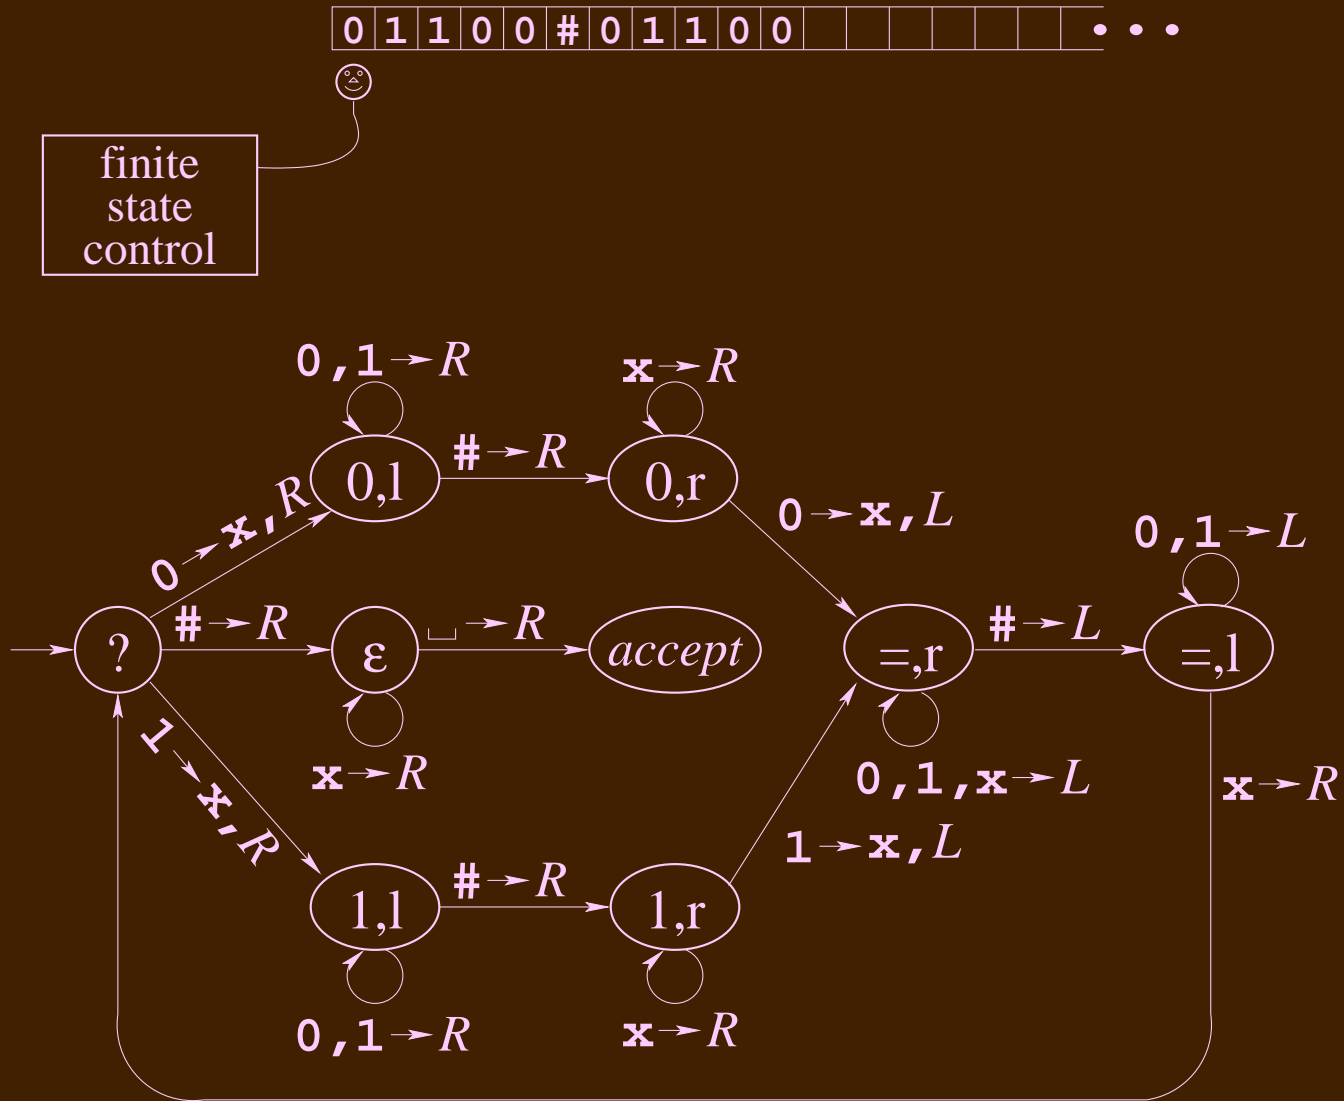 0 1 1 0 0 # 0 1 1 0 0 • • •
finite
state
control
0,1→R
x→R
#→R
0,l
0,r
0→x,R
0→x,L
0,1→L
#→R
␣→R
#→L
?
ε
accept
=,r
=,l
1→x,R
x→R
0,1,x→L
x→R
1→x,L
#→R
1,l
1,r
0,1→R
x→R